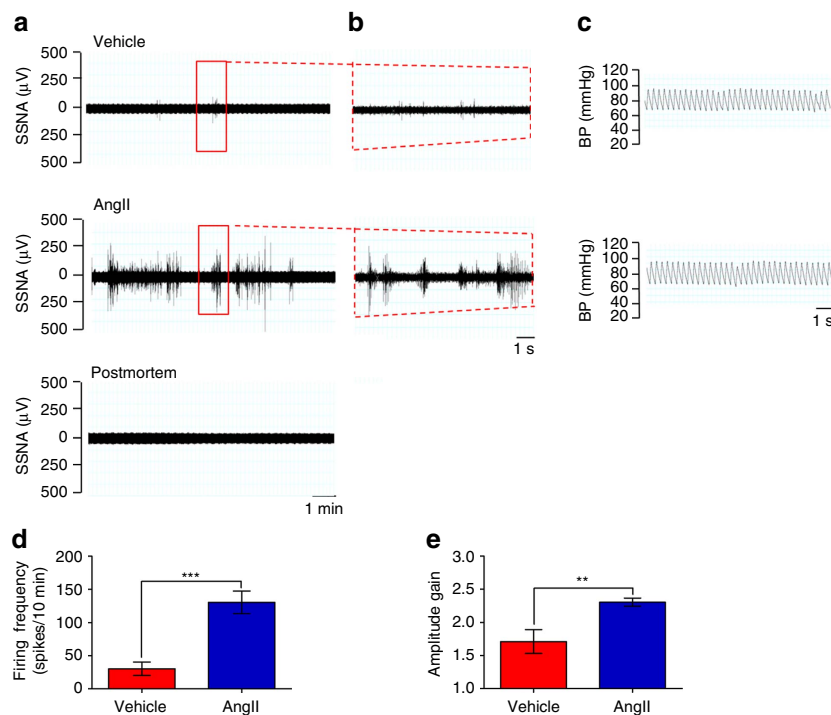 a
b
c
Vehicle
500
250
0
250
500
SSNA (μV)
120
100
80
60
40
20
BP (mmHg)
AngII
500
250
0
250
500
SSNA (μV)
1 s
120
100
80
60
40
20
BP (mmHg)
1 s
Postmortem
500
250
0
250
500
SSNA (μV)
1 min
d
200
150
100
50
0
Firing frequency
(spikes/10 min)
***
Vehicle
AngII
e
3.0
2.5
2.0
1.5
1.0
Amplitude gain
**
Vehicle
AngII